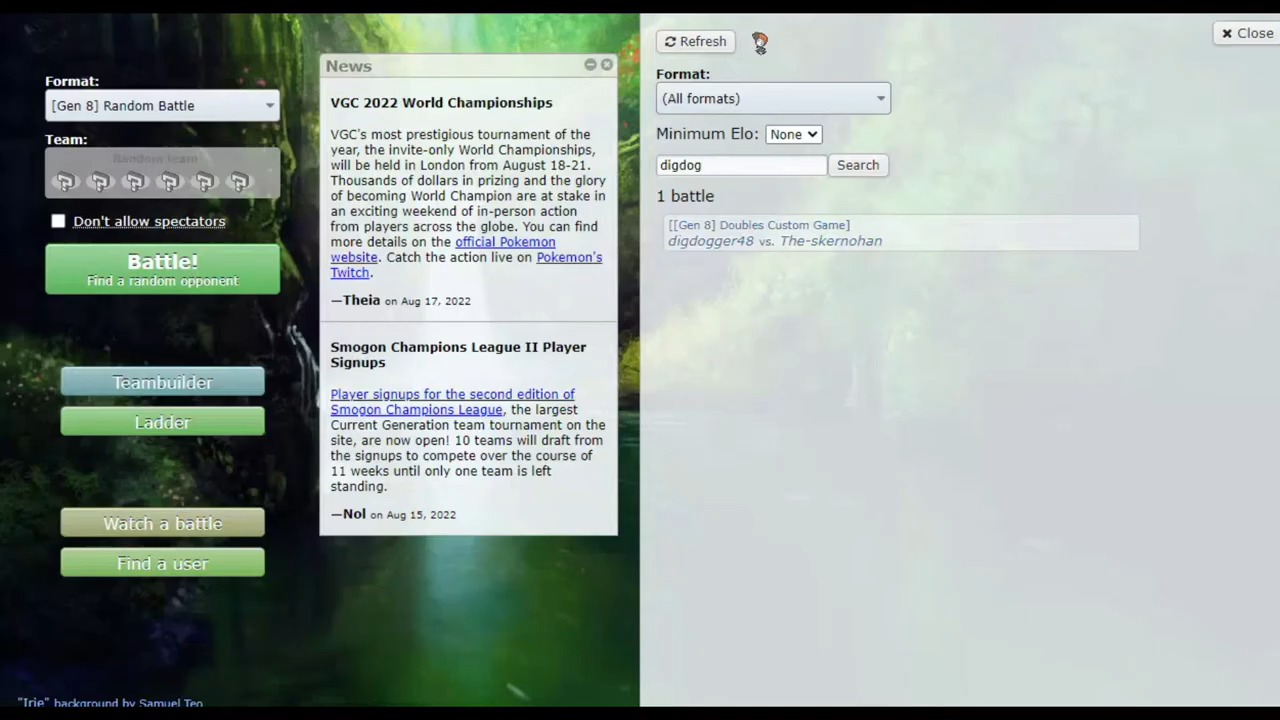 Format:
[Gen 8] Random Battle
Team:
Random team
Don't allow spectators
Battle!
Find a random opponent
Teambuilder
Ladder
Watch a battle
Find a user
"Irie" background by Samuel Teo
News
VGC 2022 World Championships
VGC's most prestigious tournament of the
year, the invite-only World Championships,
will be held in London from August 18-21.
Thousands of dollars in prizing and the glory
of becoming World Champion are at stake in
an exciting weekend of in-person action
from players across the globe. You can find
more details on the official Pokemon
website. Catch the action live on Pokemon's
Twitch.
—Theia on Aug 17, 2022
Smogon Champions League II Player
Signups
Player signups for the second edition of
Smogon Champions League, the largest
Current Generation team tournament on the
site, are now open! 10 teams will draft from
the signups to compete over the course of
11 weeks until only one team is left
standing.
—Nol on Aug 15, 2022
Refresh
Close
Format:
(All formats)
Minimum Elo: None
digdog Search
1 battle
[[Gen 8] Doubles Custom Game]
digdogger48 vs. The-skernohan